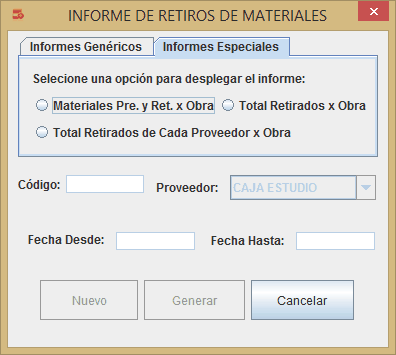 INFORME DE RETIROS DE MATERIALES
Informes Genéricos Informes Especiales
Selecione una opción para desplegar el informe:
Materiales Pre. y Ret. x Obra Total Retirados x Obra
Total Retirados de Cada Proveedor x Obra
Código: Proveedor: CAJA ESTUDIO
Fecha Desde: Fecha Hasta:
Nuevo Generar Cancelar